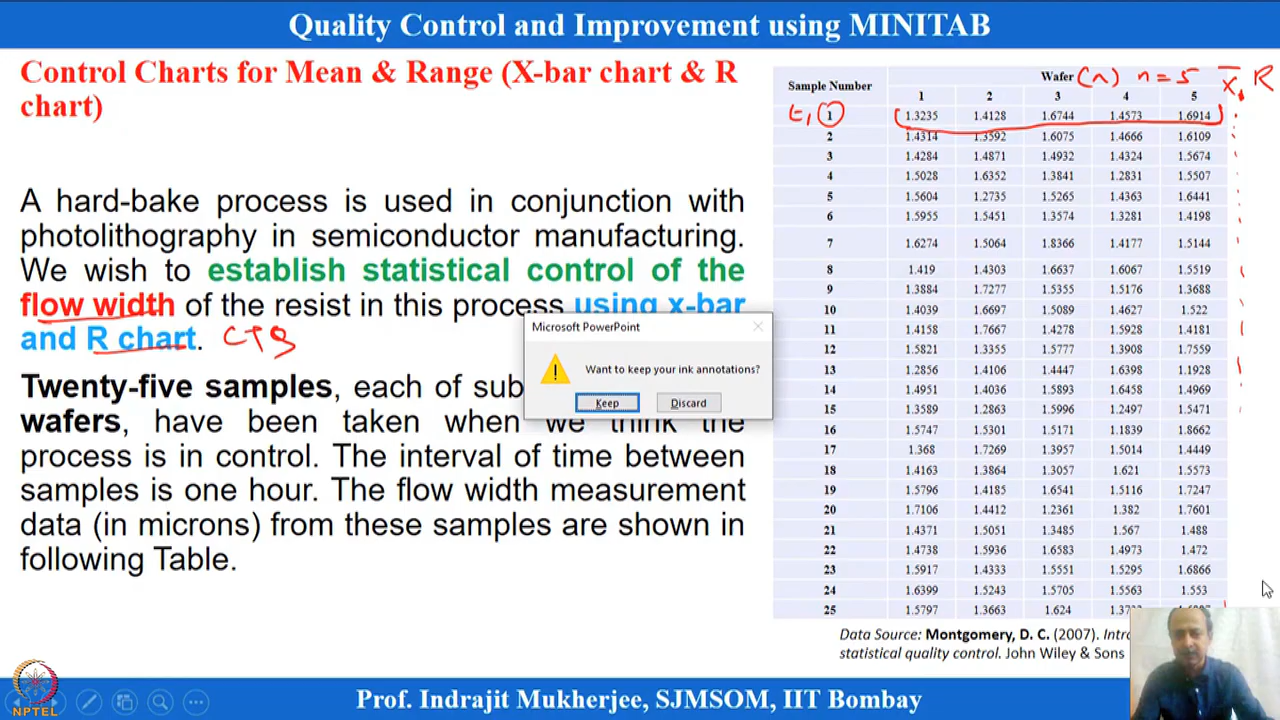 Quality Control and Improvement using MINITAB
Control Charts for Mean & Range (X-bar chart & R
chart)
A hard-bake process is used in conjunction with
photolithography in semiconductor manufacturing.
We wish to establish statistical control of the
flow width of the resist in this process using x-bar
and R chart.
Twenty-five samples, each of sub
wafers, have been taken when we think the
process is in control. The interval of time between
samples is one hour. The flow width measurement
data (in microns) from these samples are shown in
following Table.
Microsoft PowerPoint
Want to keep your ink annotations?
Keep Discard
Sample Number Wafer (n) n = 5 x̄ R
1 2 3 4 5
t1 1 1.3235 1.4128 1.6744 1.4573 1.6914
2 1.4314 1.3592 1.6075 1.4666 1.6109
3 1.4284 1.4871 1.4932 1.4324 1.5674
4 1.5028 1.6352 1.3841 1.2831 1.5507
5 1.5604 1.2735 1.5265 1.4363 1.6441
6 1.5955 1.5451 1.3574 1.3281 1.4198
7 1.6274 1.5064 1.8366 1.4177 1.5144
8 1.419 1.4303 1.6637 1.6067 1.5519
9 1.3884 1.7277 1.5355 1.5176 1.3688
10 1.4039 1.6697 1.5089 1.4627 1.522
11 1.4158 1.7667 1.4278 1.5928 1.4181
12 1.5821 1.3355 1.5777 1.3908 1.7559
13 1.2856 1.4106 1.4447 1.6398 1.1928
14 1.4951 1.4036 1.5893 1.6458 1.4969
15 1.3589 1.2863 1.5996 1.2497 1.5471
16 1.5747 1.5301 1.5171 1.1839 1.8662
17 1.368 1.7269 1.3957 1.5014 1.4449
18 1.4163 1.3864 1.3057 1.621 1.5573
19 1.5796 1.4185 1.6541 1.5116 1.7247
20 1.7106 1.4412 1.2361 1.382 1.7601
21 1.4371 1.5051 1.3485 1.567 1.488
22 1.4738 1.5936 1.6583 1.4973 1.472
23 1.5917 1.4333 1.5551 1.5295 1.6866
24 1.6399 1.5243 1.5705 1.5563 1.553
25 1.5797 1.3663 1.624
Data Source: Montgomery, D. C. (2007).
statistical quality control. John Wiley & Sons
NPTEL
Prof. Indrajit Mukherjee, SJMSOM, IIT Bombay